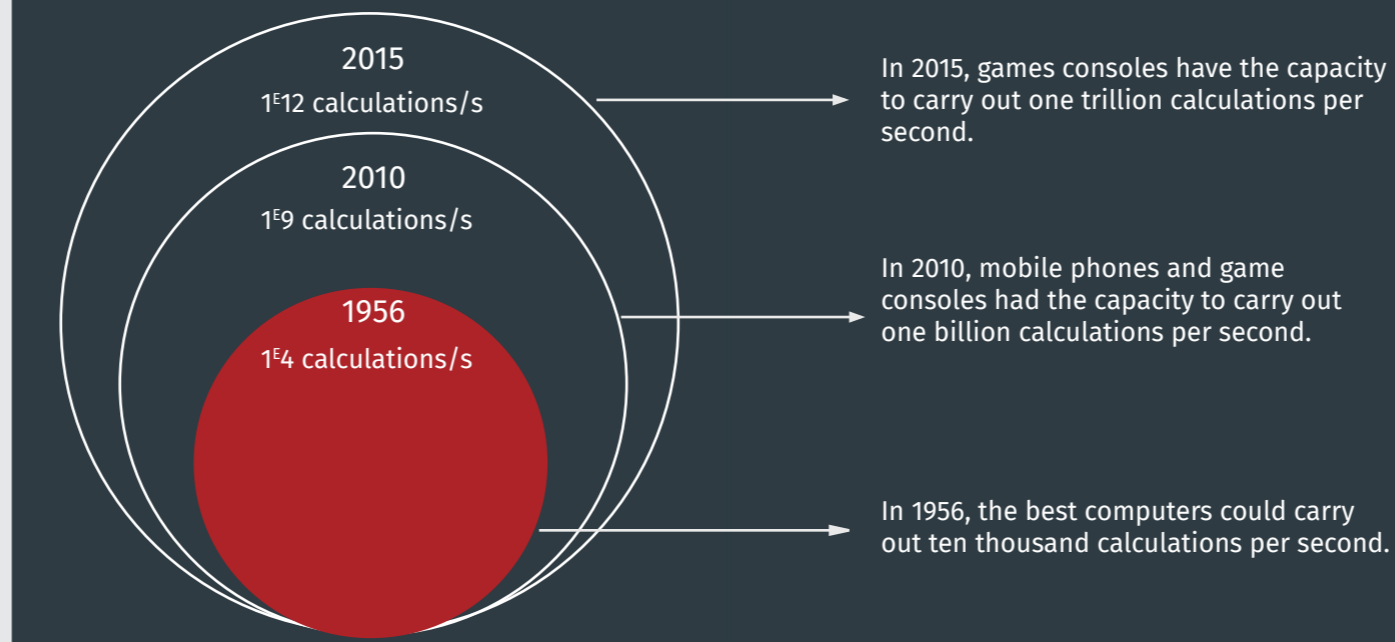 2015
1ᴱ12 calculations/s
2010
1ᴱ9 calculations/s
1956
1ᴱ4 calculations/s
In 2015, games consoles have the capacity
to carry out one trillion calculations per
second.
In 2010, mobile phones and game
consoles had the capacity to carry out
one billion calculations per second.
In 1956, the best computers could carry
out ten thousand calculations per second.